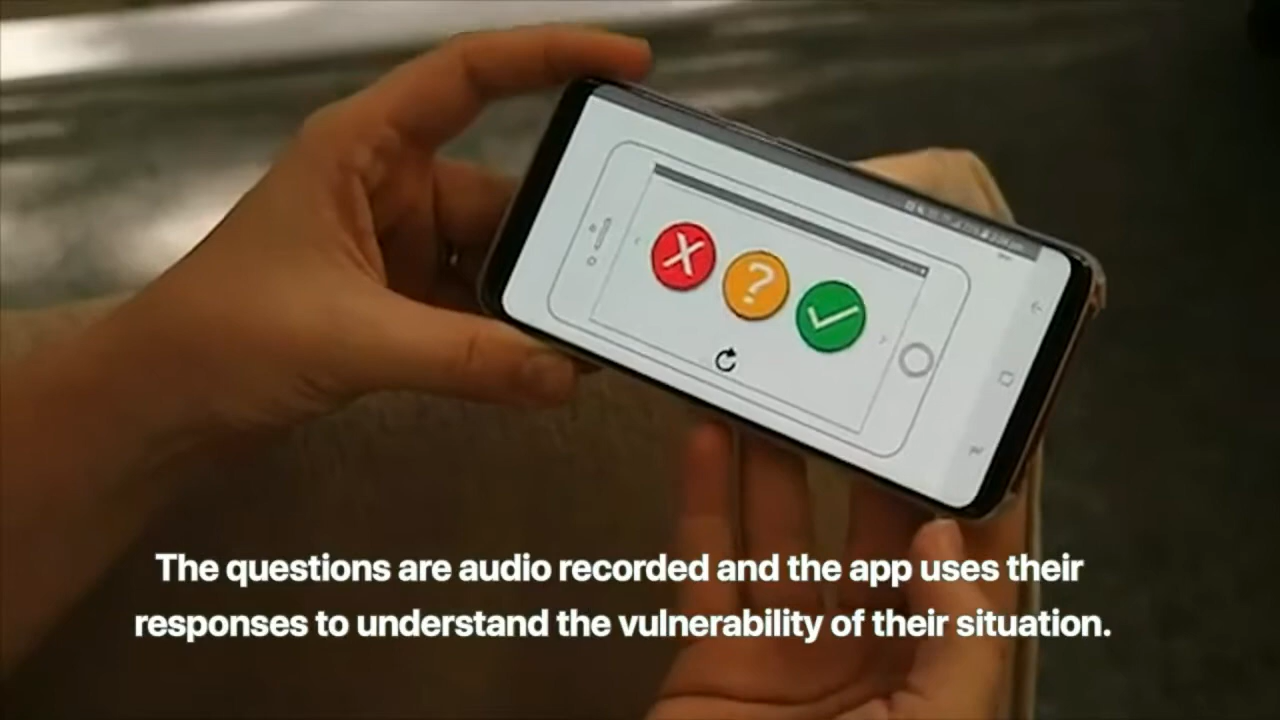 ?
The questions are audio recorded and the app uses their
responses to understand the vulnerability of their situation.